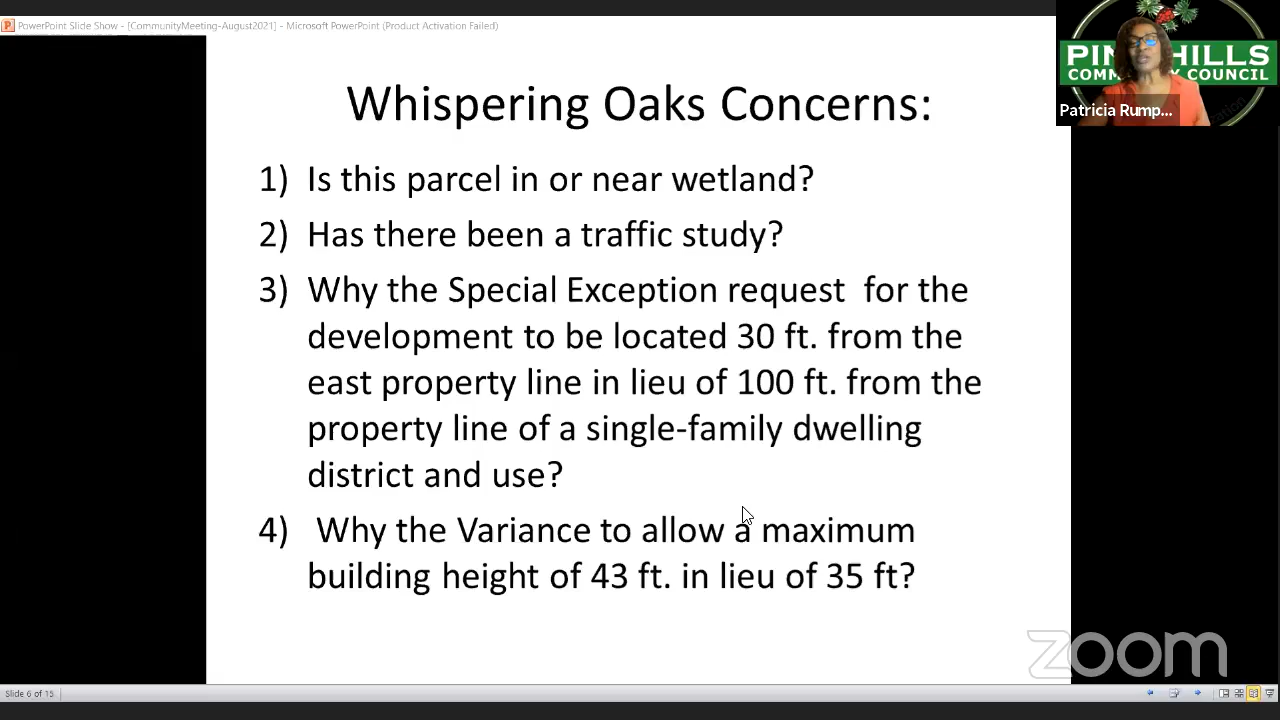 PowerPoint Slide Show - [CommunityMeeting-August2021] - Microsoft PowerPoint (Product Activation Failed)
HILLS
COUNCIL
Patricia Rump...
Whispering Oaks Concerns:
1) Is this parcel in or near wetland?
2) Has there been a traffic study?
3) Why the Special Exception request for the
development to be located 30 ft. from the
east property line in lieu of 100 ft. from the
property line of a single-family dwelling
district and use?
4) Why the Variance to allow a maximum
building height of 43 ft. in lieu of 35 ft?
zoom
Slide 6 of 15